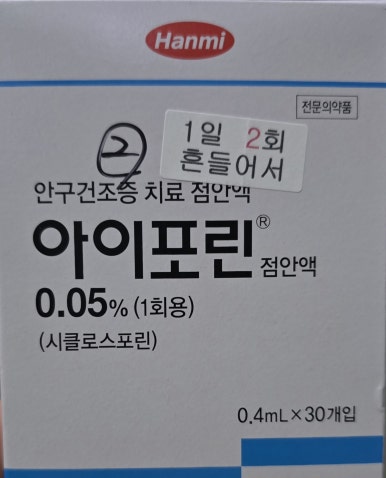 Hanmi
전문의약품
1일 2회
흔들어서
2
안구건조증 치료 점안액
아이포린® 점안액
0.05% (1회용)
(시클로스포린)
0.4mL×30개입